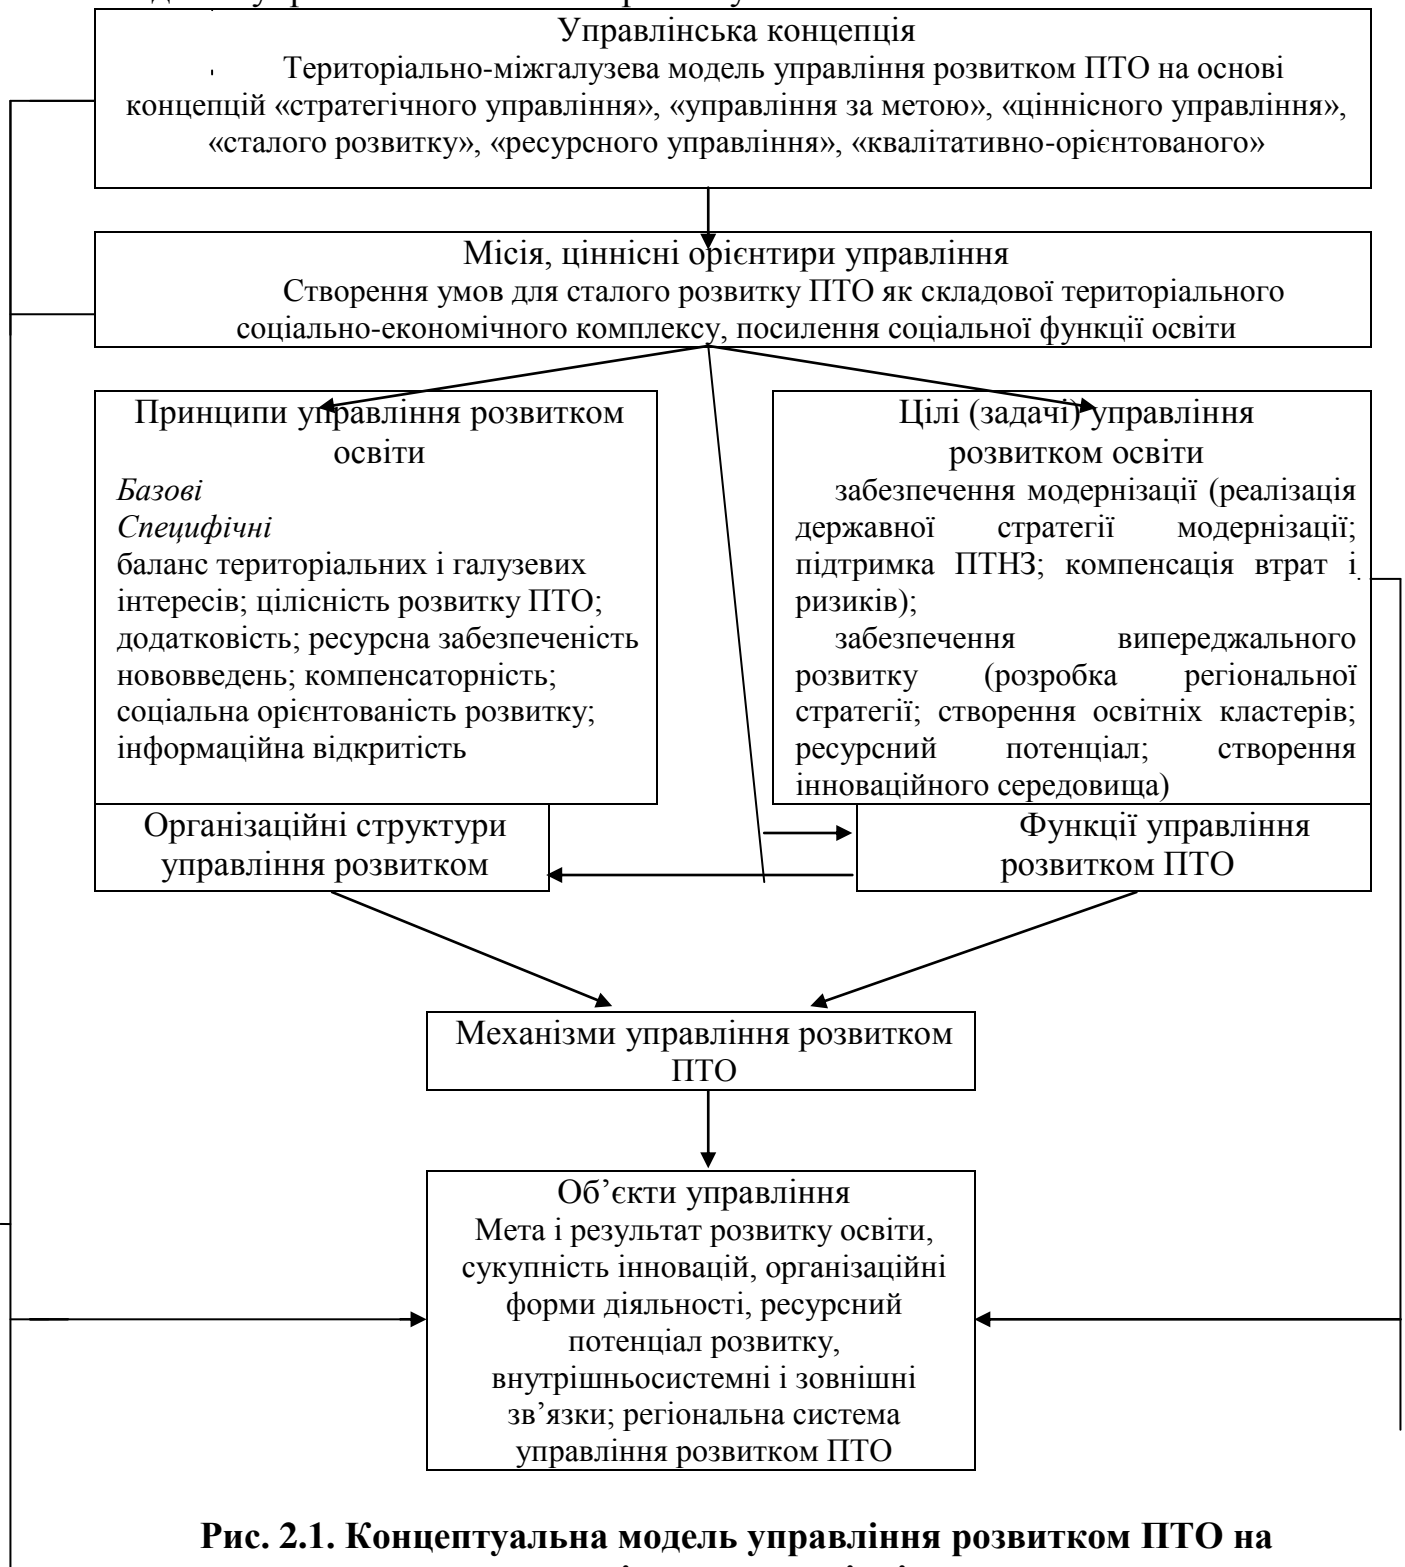 Управлінська концепція
Територіально-міжгалузева модель управління розвитком ПТО на основі
концепцій «стратегічного управління», «управління за метою», «ціннісного управління»,
«сталого розвитку», «ресурсного управління», «квалітативно-орієнтованого»
Місія, ціннісні орієнтири управління
Створення умов для сталого розвитку ПТО як складової територіального
соціально-економічного комплексу, посилення соціальної функції освіти
Принципи управління розвитком
освіти
Базові
Специфічні
баланс територіальних і галузевих
інтересів; цілісність розвитку ПТО;
додатковість; ресурсна забезпеченість
нововведень; компенсаторність;
соціальна орієнтованість розвитку;
інформаційна відкритість
Цілі (задачі) управління
розвитком освіти
забезпечення модернізації (реалізація
державної стратегії модернізації;
підтримка ПТНЗ; компенсація втрат і
ризиків);
забезпечення випереджального
розвитку (розробка регіональної
стратегії; створення освітніх кластерів;
ресурсний потенціал; створення
інноваційного середовища)
Організаційні структури
управління розвитком
Функції управління
розвитком ПТО
Механізми управління розвитком
ПТО
Об’єкти управління
Мета і результат розвитку освіти,
сукупність інновацій, організаційні
форми діяльності, ресурсний
потенціал розвитку,
внутрішньосистемні і зовнішні
зв’язки; регіональна система
управління розвитком ПТО
Рис. 2.1. Концептуальна модель управління розвитком ПТО на